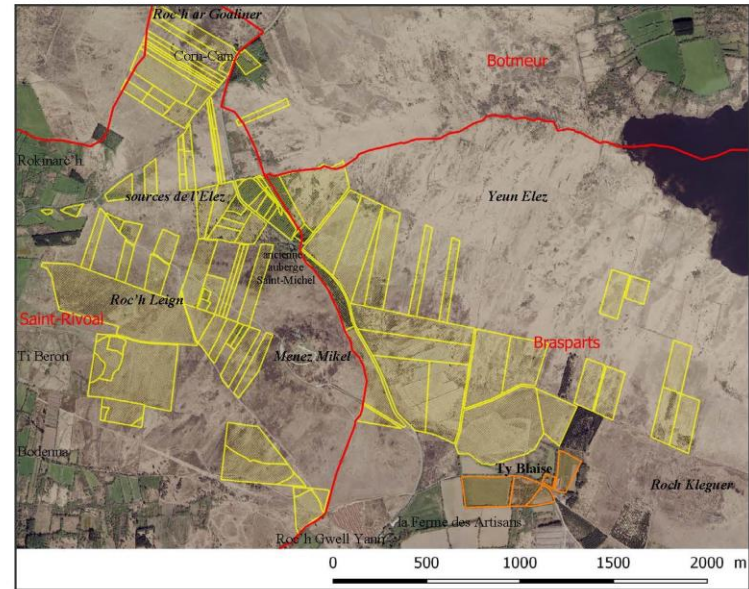 Roc'h ar Goaliner
Corn-Cam
Botmeur
Rokinarc'h
sources de l'Elez
Yeun Elez
ancienne
auberge
Saint-Michel
Roc'h Leign
Saint-Rivoal
Brasparts
Ti Beron
Menez Mikel
Bodenna
Ty Blaise
Roch Kleguer
la Ferme des Artisans
Roc'h Gwell Yann
0 500 1000 1500 2000 m